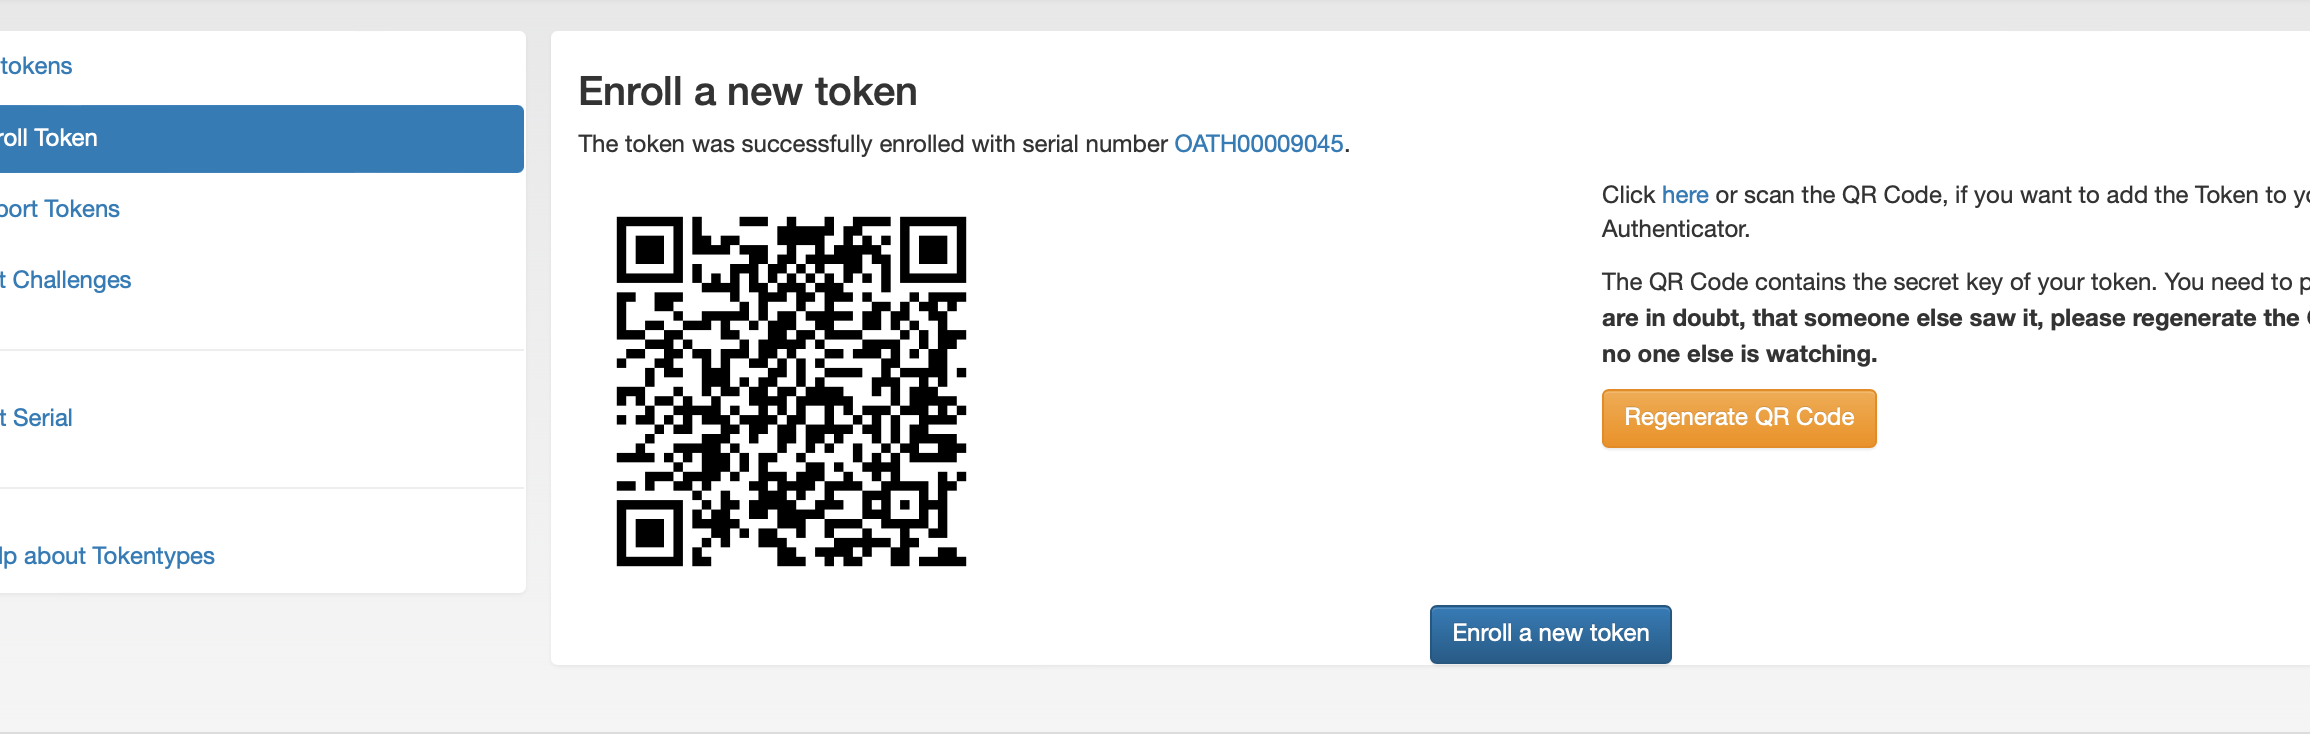 tokens
roll Token
port Tokens
t Challenges
t Serial
lp about Tokentypes
Enroll a new token
The token was successfully enrolled with serial number OATH00009045.
Click here or scan the QR Code, if you want to add the Token to yo
Authenticator.
The QR Code contains the secret key of your token. You need to p
are in doubt, that someone else saw it, please regenerate the
no one else is watching.
Regenerate QR Code
Enroll a new token